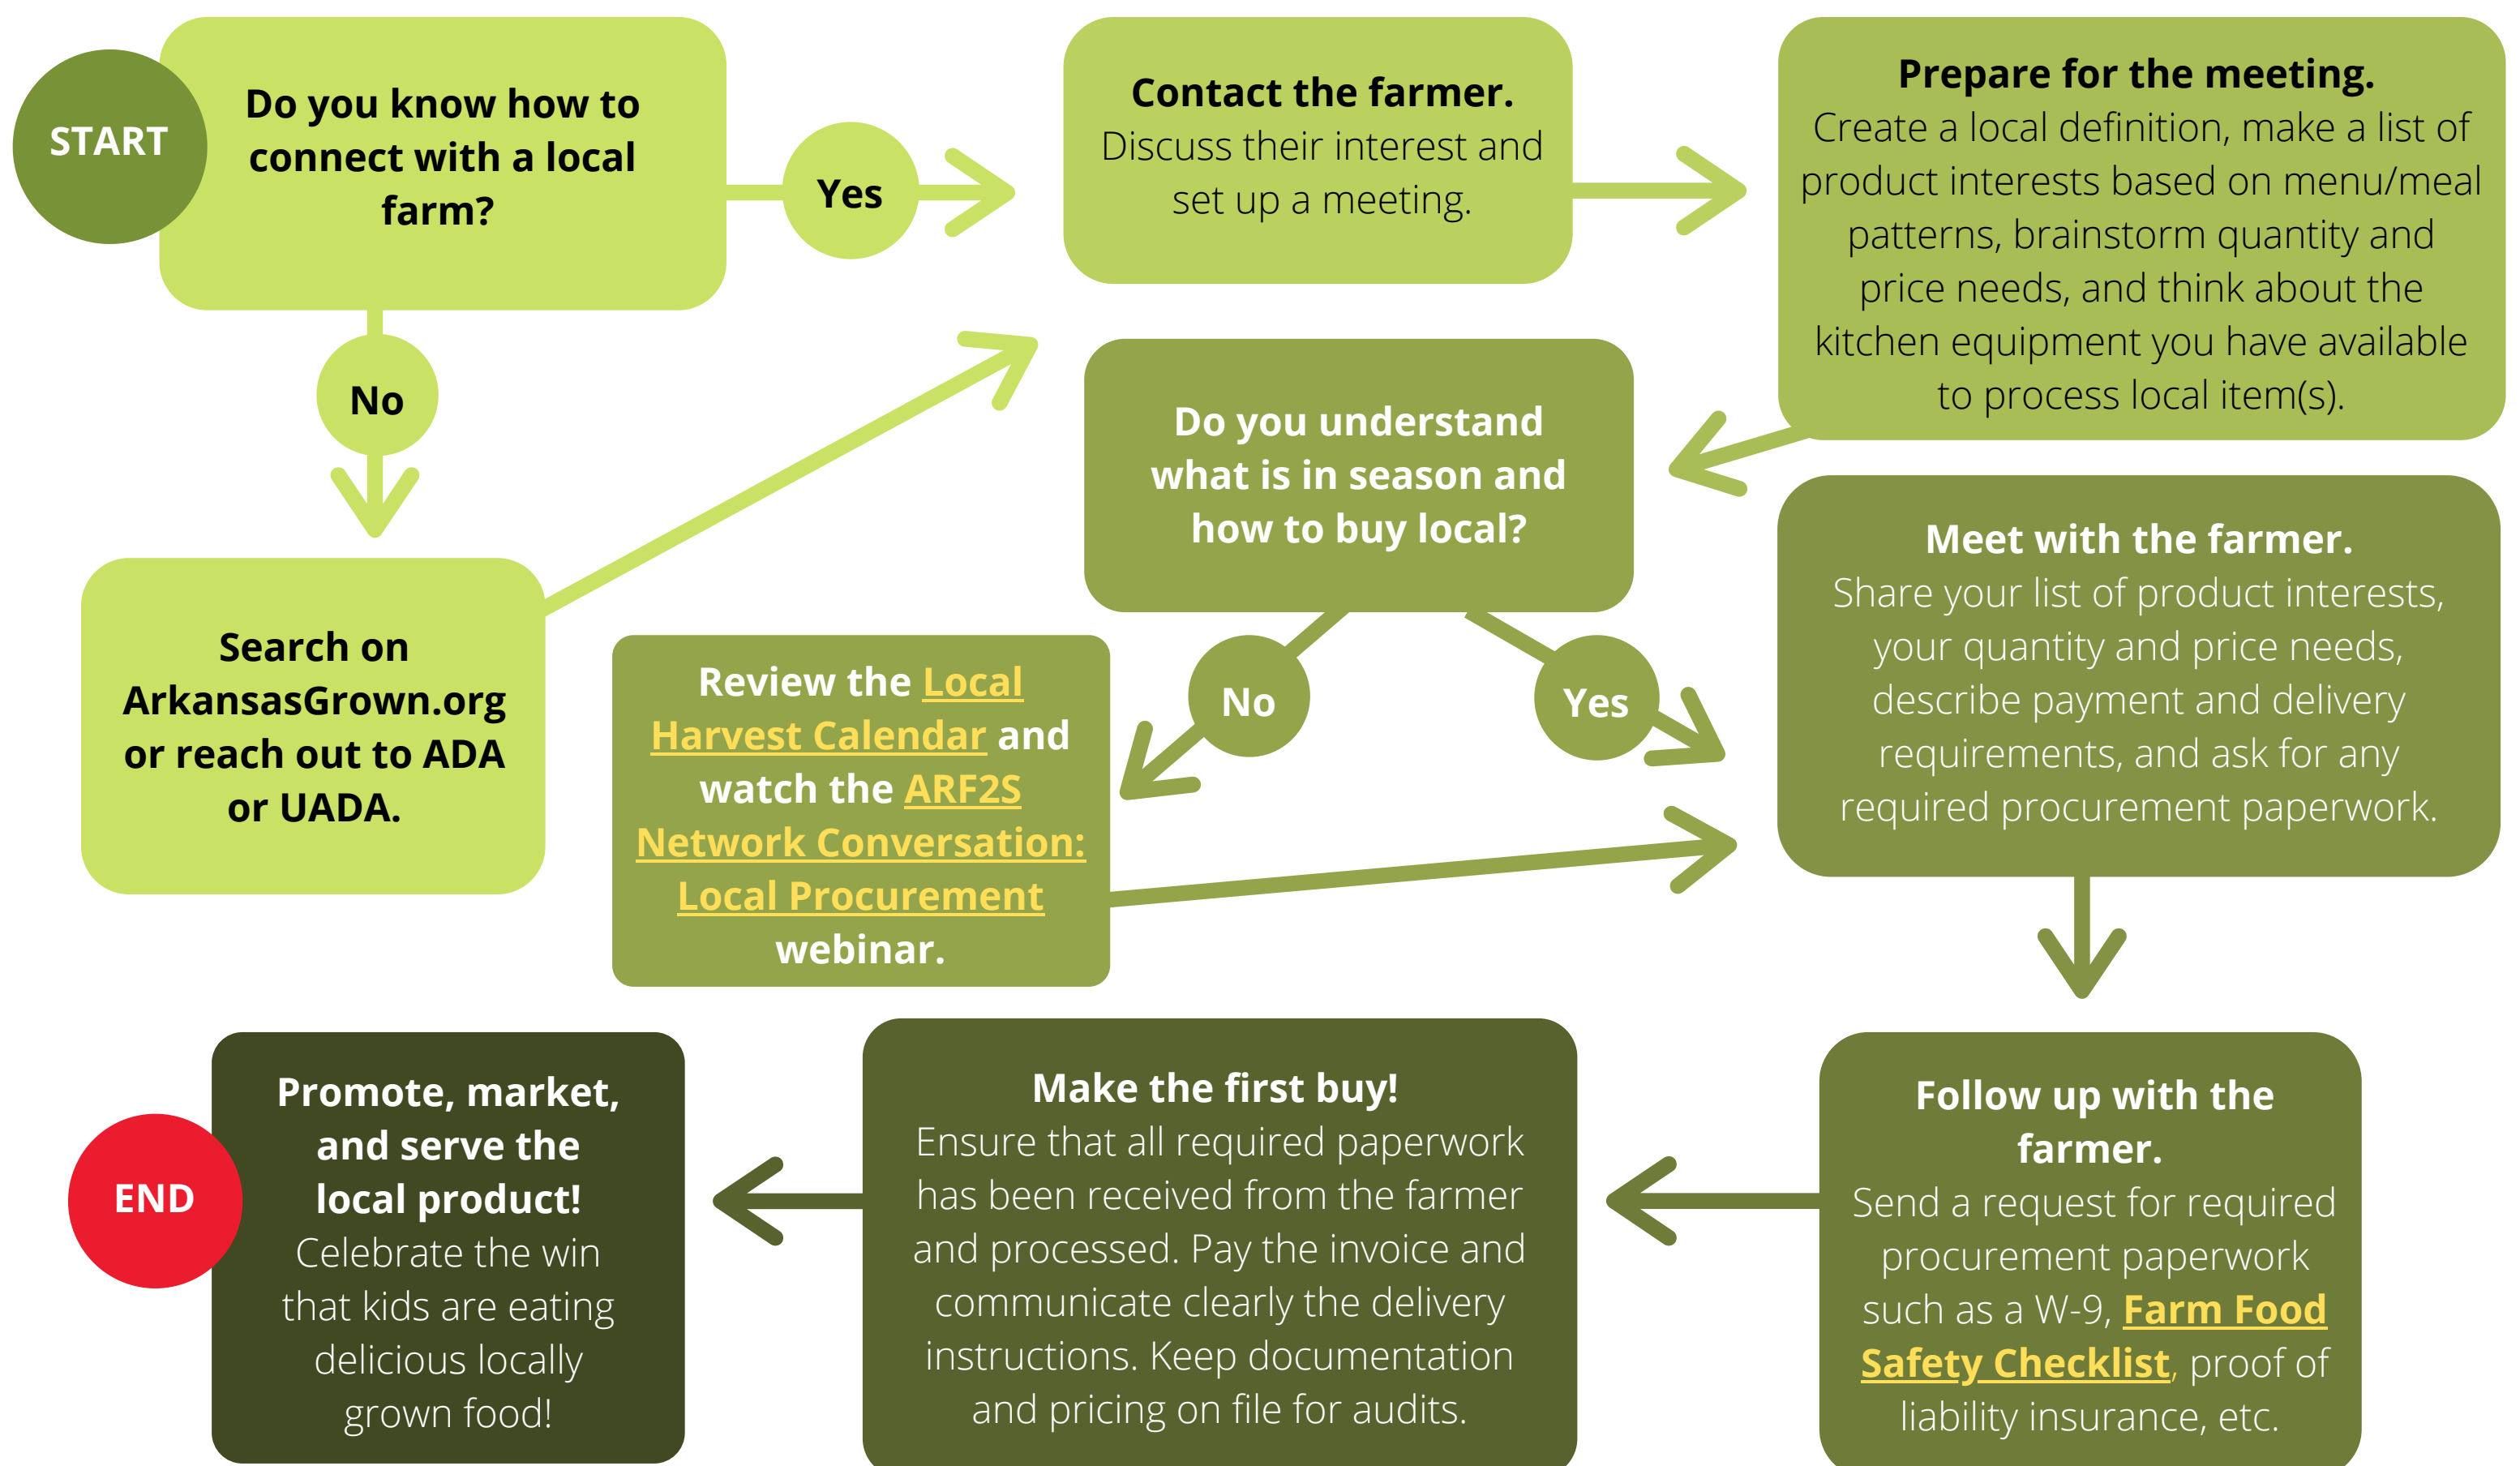 START
Do you know how to
connect with a local
farm?
Yes
Contact the farmer.
Discuss their interest and
set up a meeting.
Prepare for the meeting.
Create a local definition, make a list of
product interests based on menu/meal
patterns, brainstorm quantity and
price needs, and think about the
kitchen equipment you have available
to process local item(s).
No
Search on
ArkansasGrown.org
or reach out to ADA
or UADA.
Do you understand
what is in season and
how to buy local?
No
Yes
Review the Local
Harvest Calendar and
watch the ARF2S
Network Conversation:
Local Procurement
webinar.
Meet with the farmer.
Share your list of product interests,
your quantity and price needs,
describe payment and delivery
requirements, and ask for any
required procurement paperwork.
Follow up with the
farmer.
Send a request for required
procurement paperwork
such as a W-9, Farm Food
Safety Checklist, proof of
liability insurance, etc.
Make the first buy!
Ensure that all required paperwork
has been received from the farmer
and processed. Pay the invoice and
communicate clearly the delivery
instructions. Keep documentation
and pricing on file for audits.
Promote, market,
and serve the
local product!
Celebrate the win
that kids are eating
delicious locally
grown food!
END